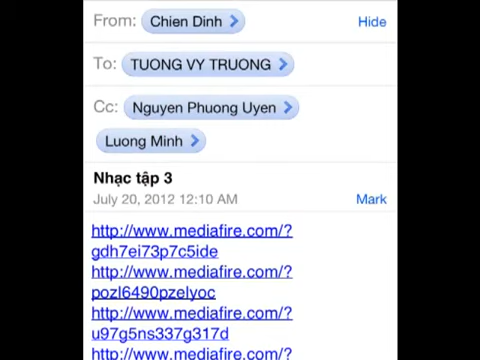 From: Chien Dinh Hide
To: TUONG VY TRUONG
Cc: Nguyen Phuong Uyen
Luong Minh
Nhạc tập 3
July 20, 2012 12:10 AM Mark
http://www.mediafire.com/?
gdh7ei73p7c5ide
http://www.mediafire.com/?
pozl6490pzelyoc
http://www.mediafire.com/?
u97g5ns337g317d
http://www.mediafire.com/?